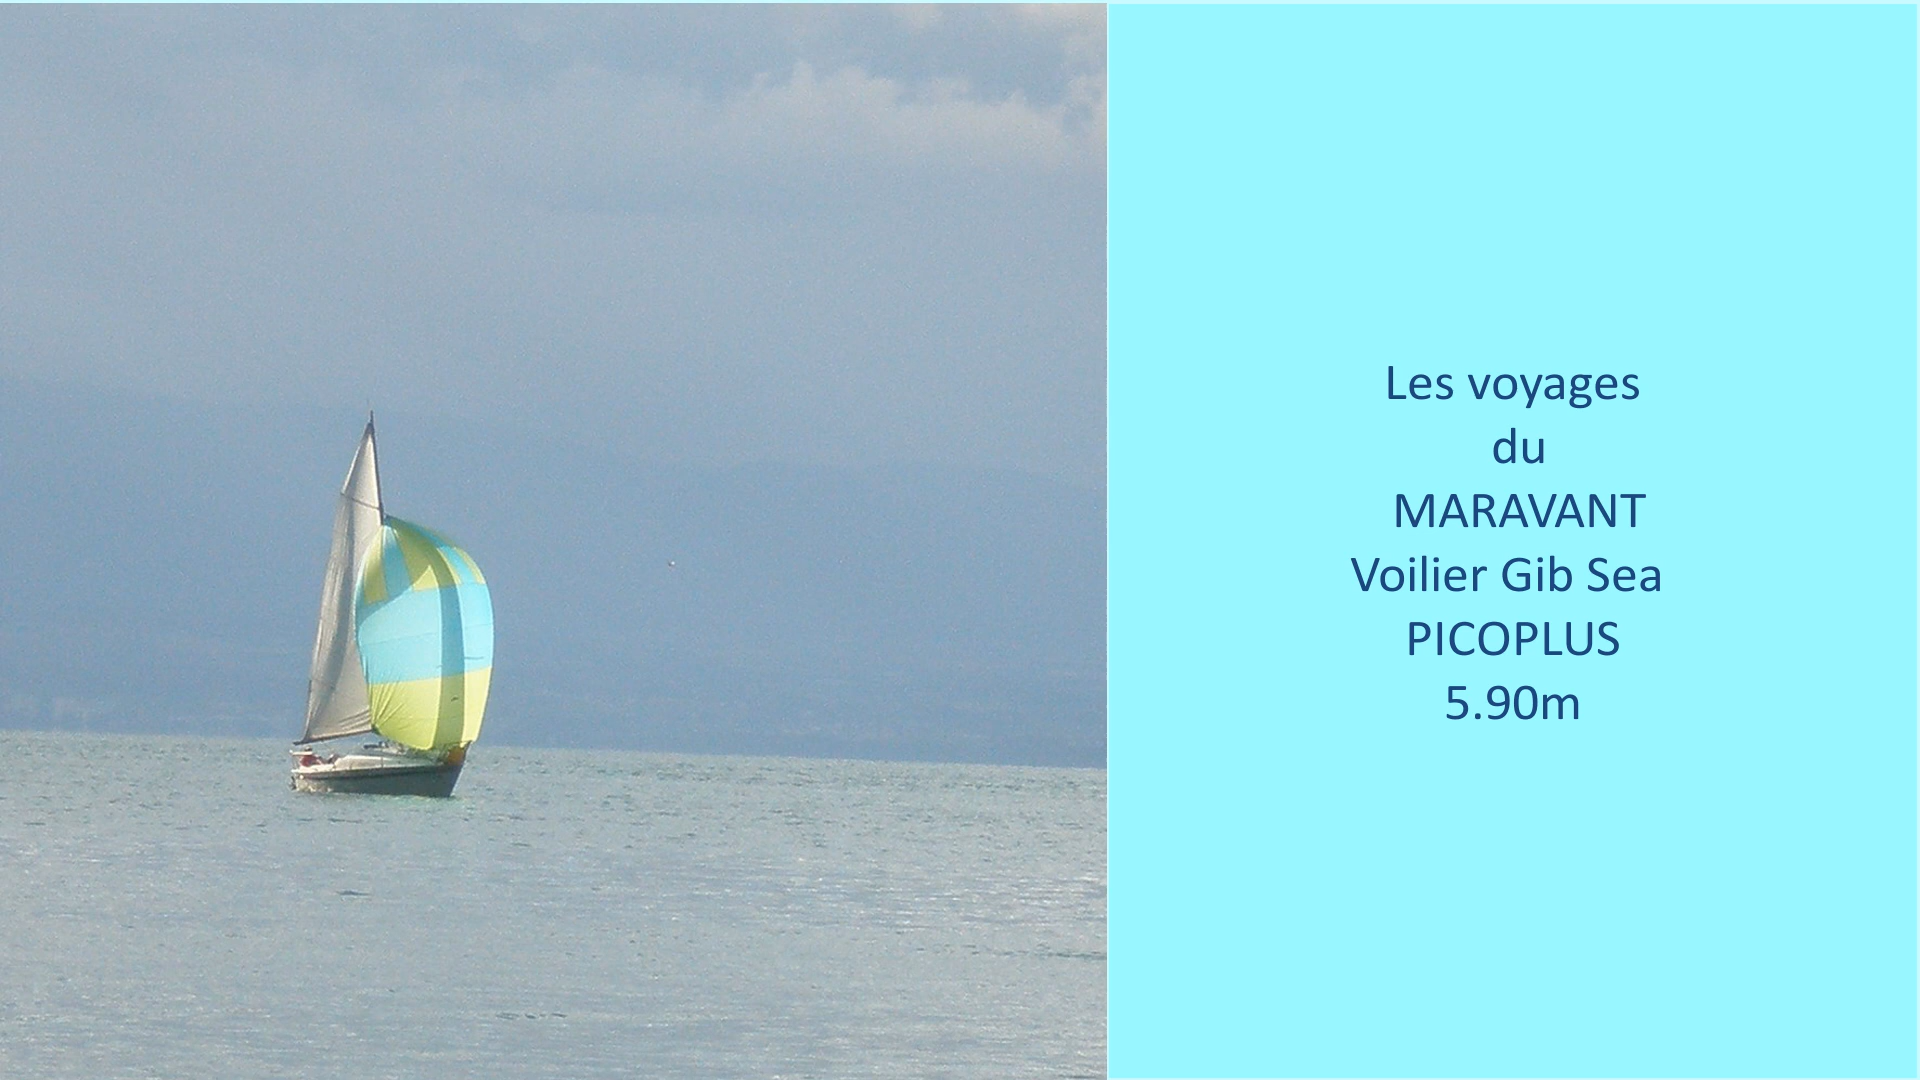 Les voyages
du
MARAVANT
Voilier Gib Sea
PICOPLUS
5.90m